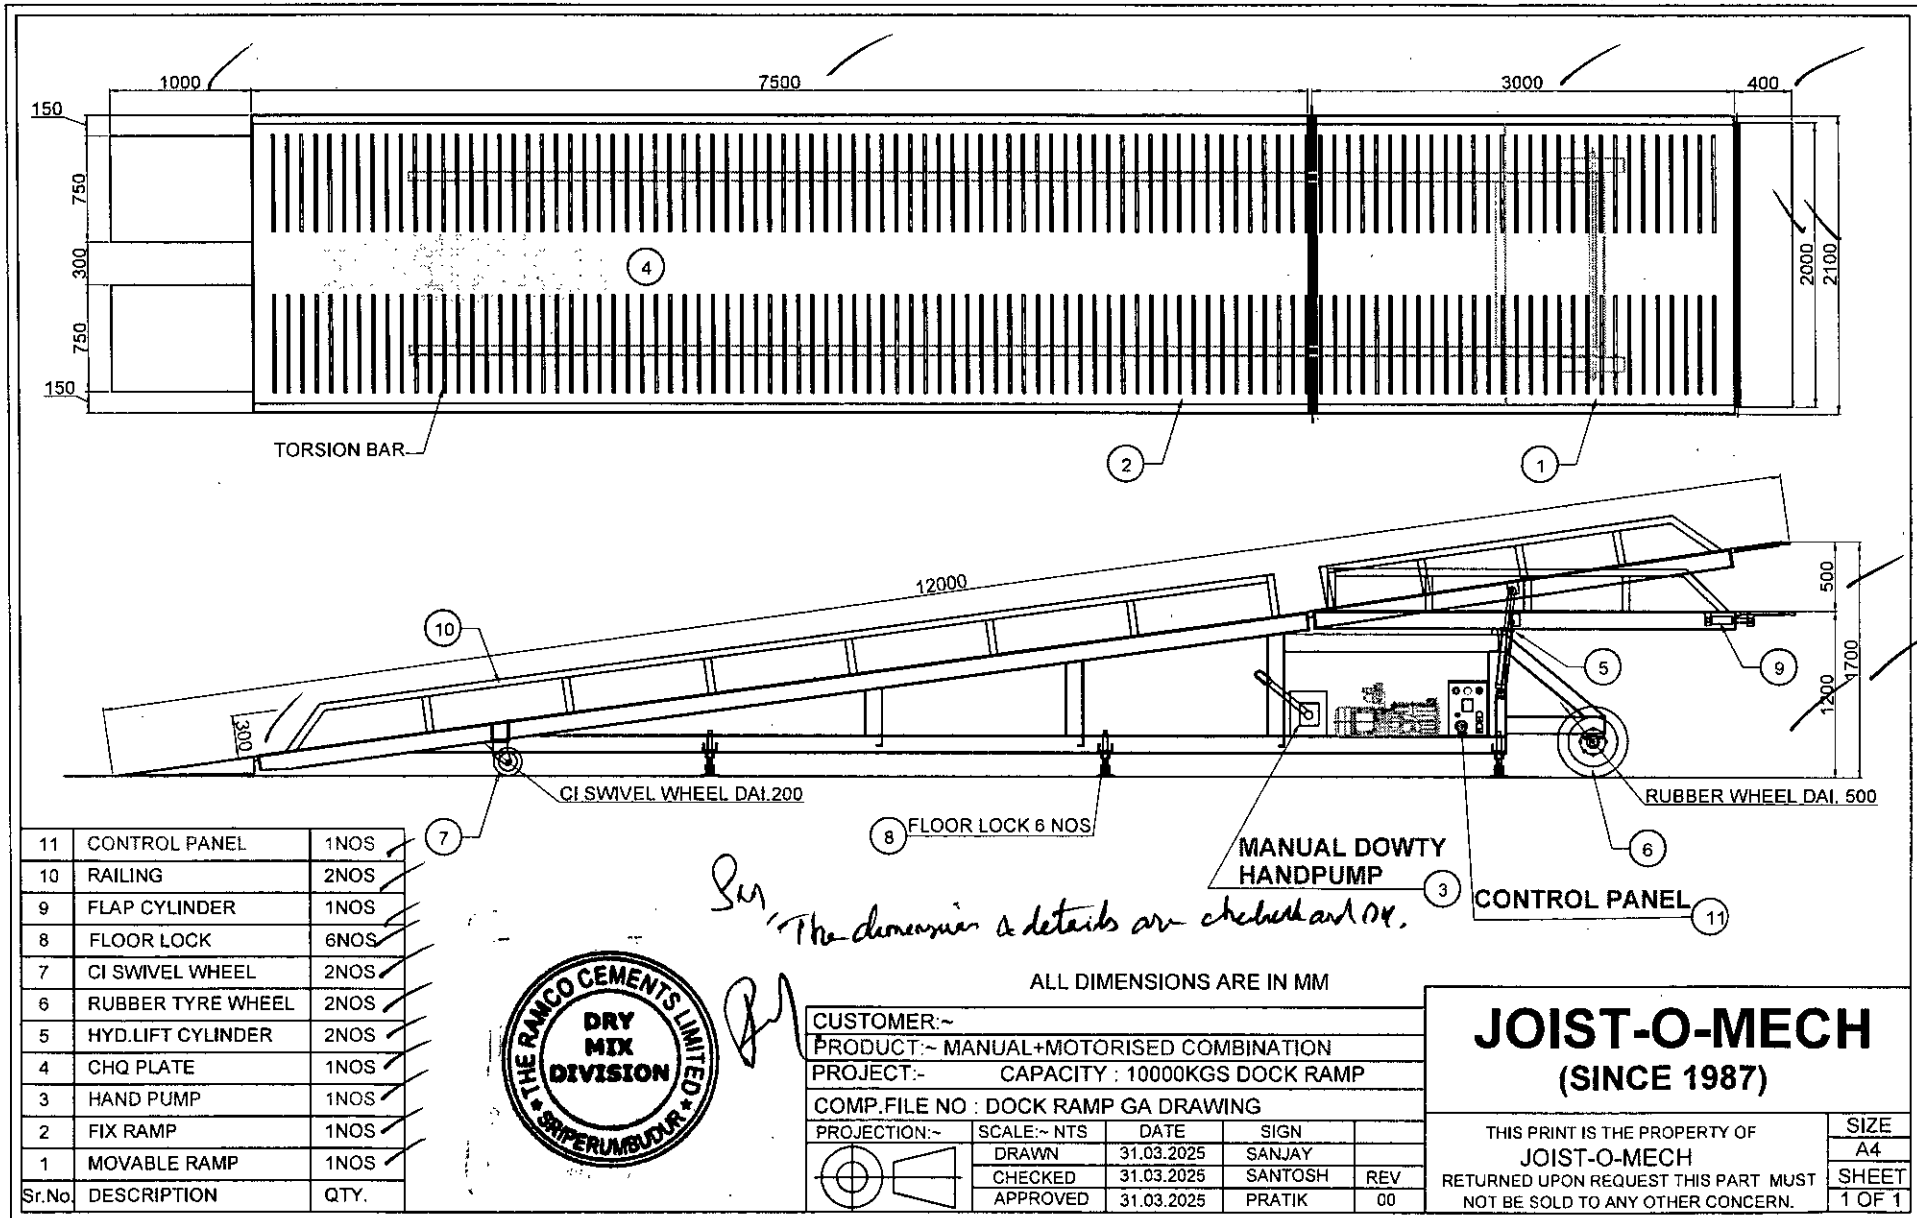 1000 7500 3000 400
150
750
300
750
150
2000
2100
4
TORSION BAR
2
1
12000
10
300
500
1700
1200
5
9
CI SWIVEL WHEEL DAI.200
RUBBER WHEEL DAI. 500
7
8 FLOOR LOCK 6 NOS
6
MANUAL DOWTY
HANDPUMP
3
CONTROL PANEL
11
11 CONTROL PANEL 1NOS
10 RAILING 2NOS
9 FLAP CYLINDER 1NOS
8 FLOOR LOCK 6NOS
7 CI SWIVEL WHEEL 2NOS
6 RUBBER TYRE WHEEL 2NOS
5 HYD.LIFT CYLINDER 2NOS
4 CHQ PLATE 1NOS
3 HAND PUMP 1NOS
2 FIX RAMP 1NOS
1 MOVABLE RAMP 1NOS
Sr.No. DESCRIPTION QTY.
The dimension & details are checked and OK.
THE RAMCO CEMENTS LIMITED
DRY
MIX
DIVISION
★ SRIPERUMBUDUR ★
ALL DIMENSIONS ARE IN MM
CUSTOMER:~
PRODUCT:~ MANUAL+MOTORISED COMBINATION
PROJECT:- CAPACITY : 10000KGS DOCK RAMP
COMP.FILE NO : DOCK RAMP GA DRAWING
PROJECTION:~ SCALE:~ NTS DATE SIGN
DRAWN 31.03.2025 SANJAY
CHECKED 31.03.2025 SANTOSH REV
APPROVED 31.03.2025 PRATIK 00
JOIST-O-MECH
(SINCE 1987)
THIS PRINT IS THE PROPERTY OF
JOIST-O-MECH
RETURNED UPON REQUEST THIS PART MUST
NOT BE SOLD TO ANY OTHER CONCERN.
SIZE
A4
SHEET
1 OF 1